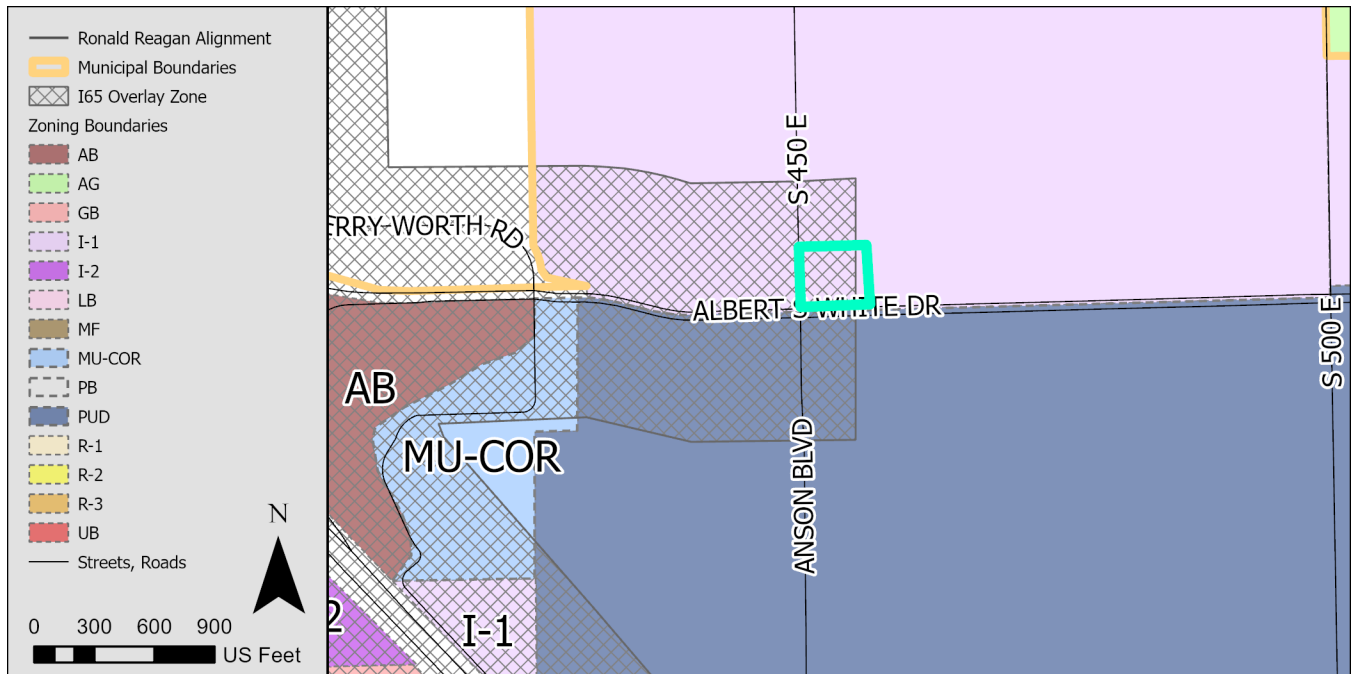 Ronald Reagan Alignment
Municipal Boundaries
I65 Overlay Zone
Zoning Boundaries
AB
AG
GB
I-1
I-2
LB
MF
MU-COR
PB
PUD
R-1
R-2
R-3
UB
Streets, Roads
N
0 300 600 900
US Feet
S 450 E
ERRY WORTH RD
ALBERT S WHITE DR
S 500 E
AB
MU-COR
ANSON BLVD
I-1
2